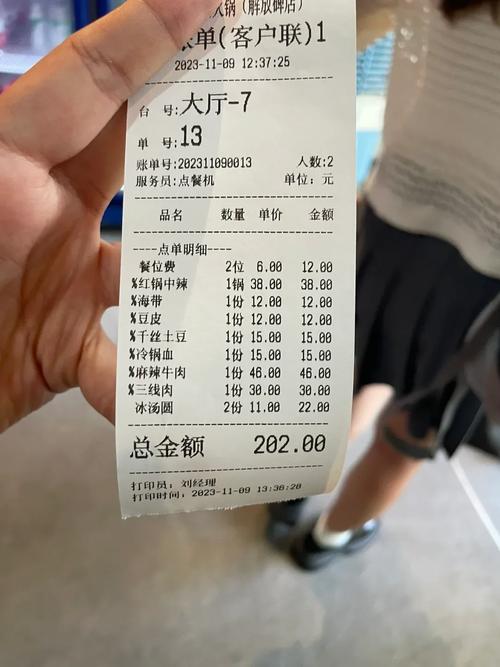 火锅（解放碑店）
账单(客户联)1
2023-11-09 12:37:25
台 号:大厅-7
单 号:13
账单号:202311090013 人数:2
服务员:点餐机 单位: 元
品名 数量 单价 金额
----点单明细----
餐位费 2位 6.00 12.00
%红锅中辣 1锅 38.00 38.00
%海带 1份 12.00 12.00
%豆皮 1份 12.00 12.00
%千丝土豆 1份 15.00 15.00
%冷锅血 1份 15.00 15.00
%麻辣牛肉 1份 46.00 46.00
%三线肉 1份 30.00 30.00
冰汤圆 2份 11.00 22.00
总金额 202.00
打印员: 刘经理
打印时间: 2023-11-09 13:36:20